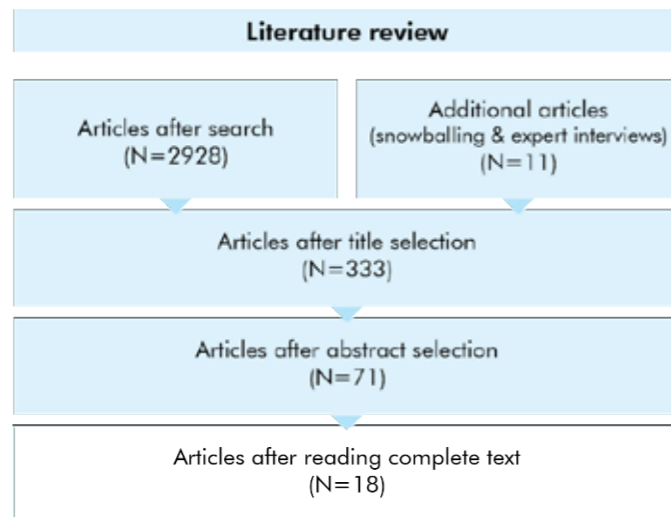 Literature review
Articles after search
(N=2928)
Additional articles
(snowballing & expert interviews)
(N=11)
Articles after title selection
(N=333)
Articles after abstract selection
(N=71)
Articles after reading complete text
(N=18)